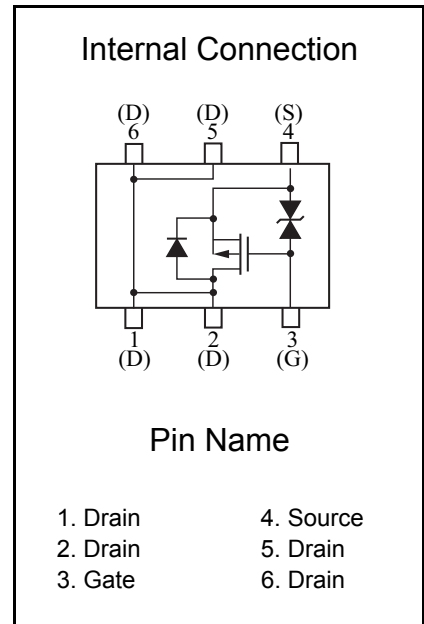 Internal Connection
(D) (D) (S)
6 5 4
1 2 3
(D) (D) (G)
Pin Name
1. Drain 4. Source
2. Drain 5. Drain
3. Gate 6. Drain